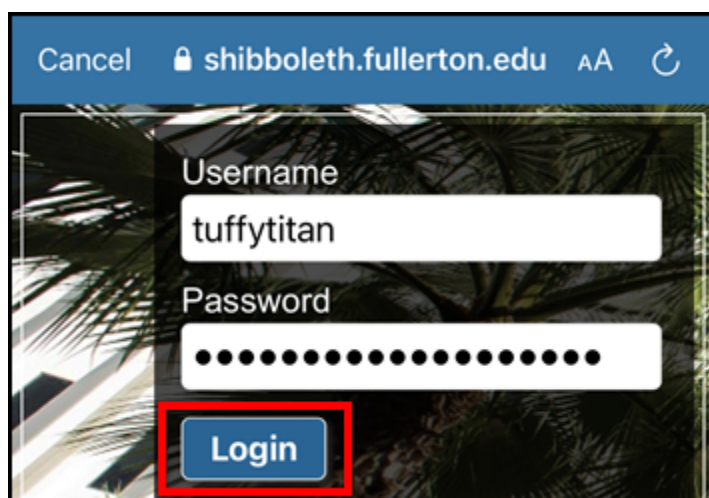 Cancel shibboleth.fullerton.edu AA
Username
tuffytitan
Password
●●●●●●●●●●●●●●●●●●●
Login